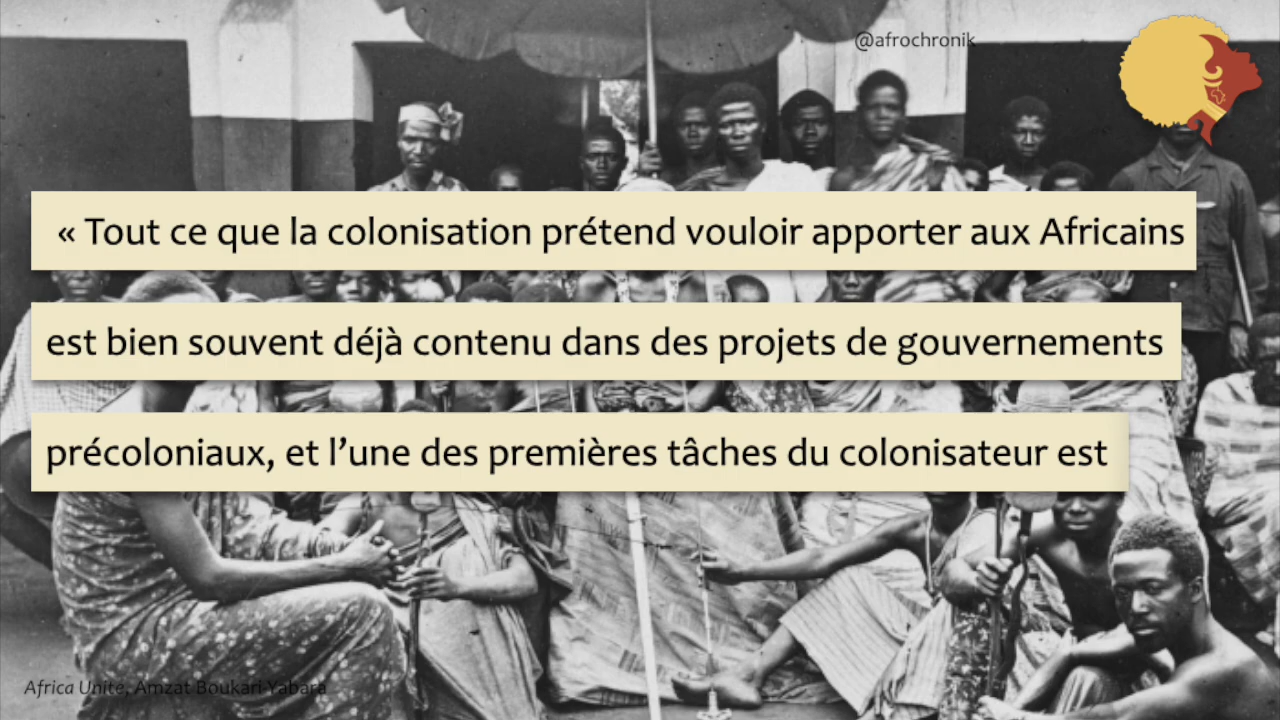 @afrochronik
« Tout ce que la colonisation prétend vouloir apporter aux Africains
est bien souvent déjà contenu dans des projets de gouvernements
précoloniaux, et l’une des premières tâches du colonisateur est
Africa Unite, Amzat Boukari-Yabara